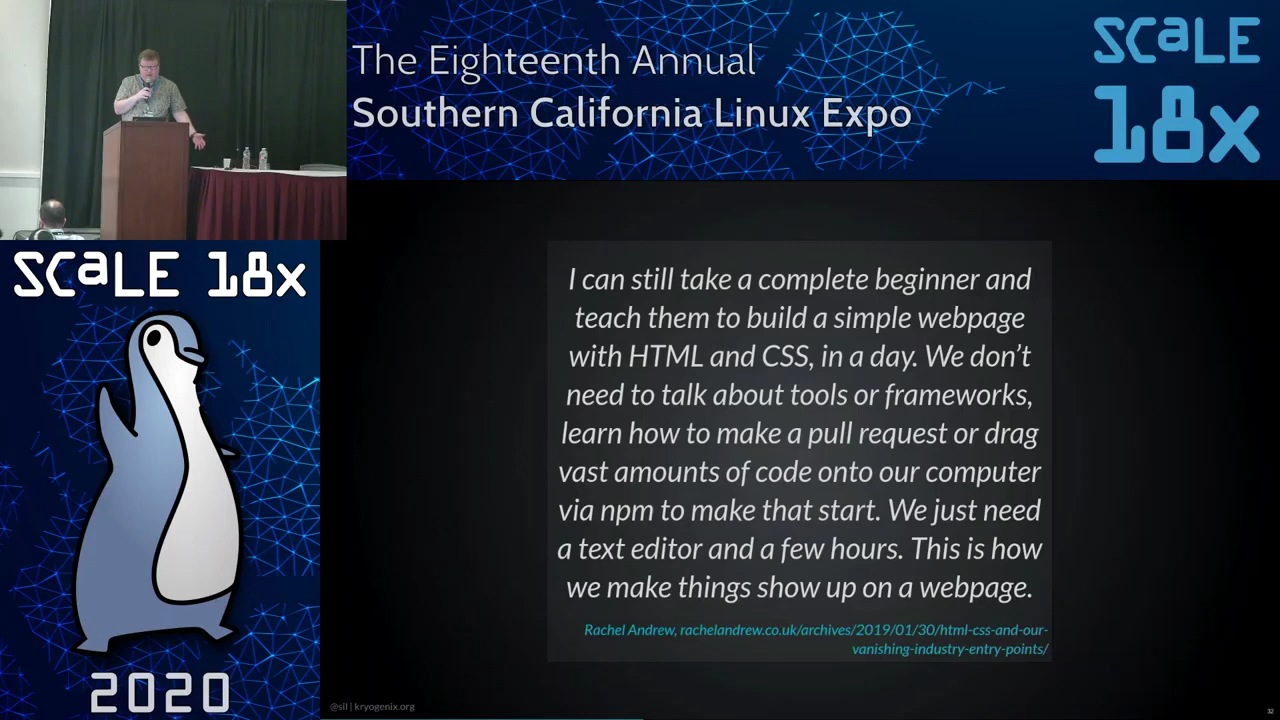 The Eighteenth Annual
Southern California Linux Expo
SCaLE
18x
SCaLE 18x
2020
I can still take a complete beginner and
teach them to build a simple webpage
with HTML and CSS, in a day. We don’t
need to talk about tools or frameworks,
learn how to make a pull request or drag
vast amounts of code onto our computer
via npm to make that start. We just need
a text editor and a few hours. This is how
we make things show up on a webpage.
Rachel Andrew, rachelandrew.co.uk/archives/2019/01/30/html-css-and-our-
vanishing-industry-entry-points/
@sil | kryogenix.org
32